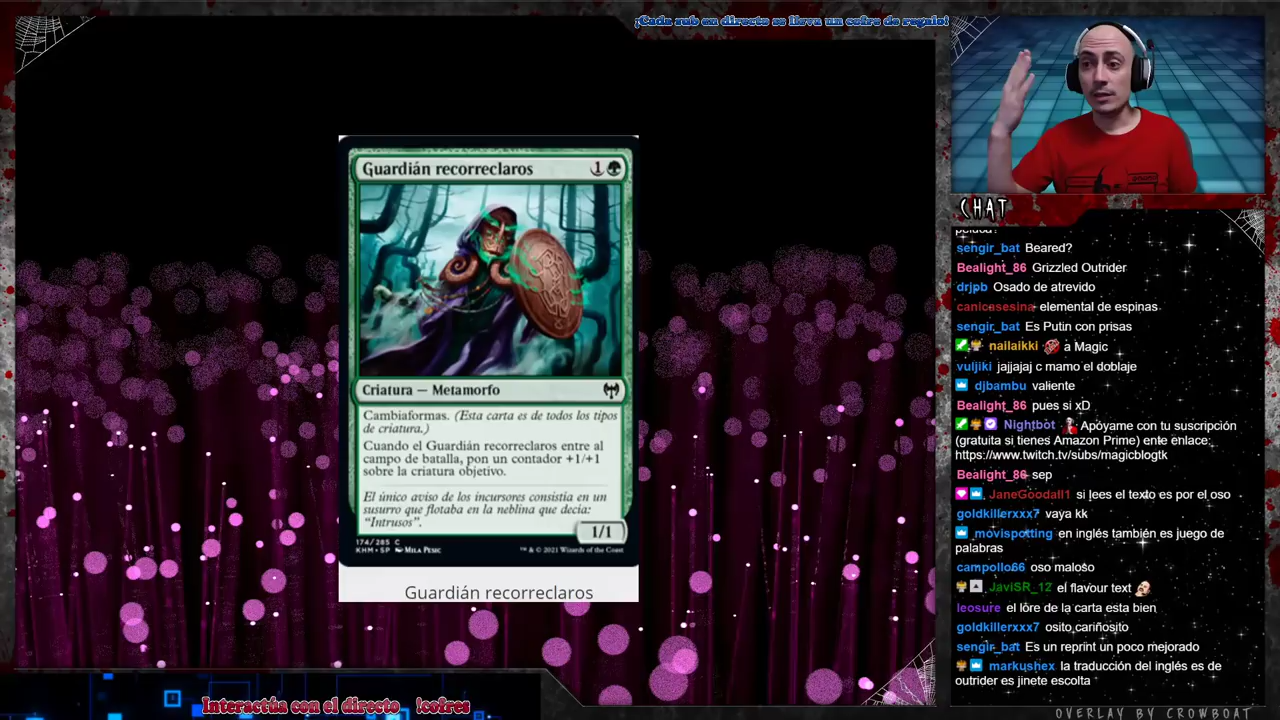 ¡Cada sub en directo se lleva un cofre de regalo!
Guardián recorreclaros 1
Criatura — Metamorfo
Cambiaformas. (Esta carta es de todos los tipos
de criatura.)
Cuando el Guardián recorreclaros entre al
campo de batalla, pon un contador +1/+1
sobre la criatura objetivo.
El único aviso de los incursores consistía en un
susurro que flotaba en la neblina que decía:
“Intrusos”.
1/1
174/285 C
KHM • SP Mila Pesic
™ & © 2021 Wizards of the Coast
Guardián recorreclaros
CHAT
sengir_bat Beared?
Bealight_86 Grizzled Outrider
drjpb Osado de atrevido
canicasesina elemental de espinas
sengir_bat Es Putin con prisas
nailaikki a Magic
vuljiki jajjajaj c mamo el doblaje
djbambu valiente
Bealight_86 pues si xD
Nightbot Apóyame con tu suscripción
(gratuita si tienes Amazon Prime) ente enlace:
https://www.twitch.tv/subs/magicblogtk
Bealight_86 sep
JaneGoodall1 si lees el texto es por el oso
goldkillerxxx7 vaya kk
movispotting en inglés también es juego de
palabras
campollo66 oso maloso
JaviSR_12 el flavour text
leosure el lore de la carta esta bien
goldkillerxxx7 osito cariñosito
sengir_bat Es un reprint un poco mejorado
markushex la traducción del inglés es de
outrider es jinete escolta
Interactúa con el directo !cofres
OVERLAY BY CROWBOAT